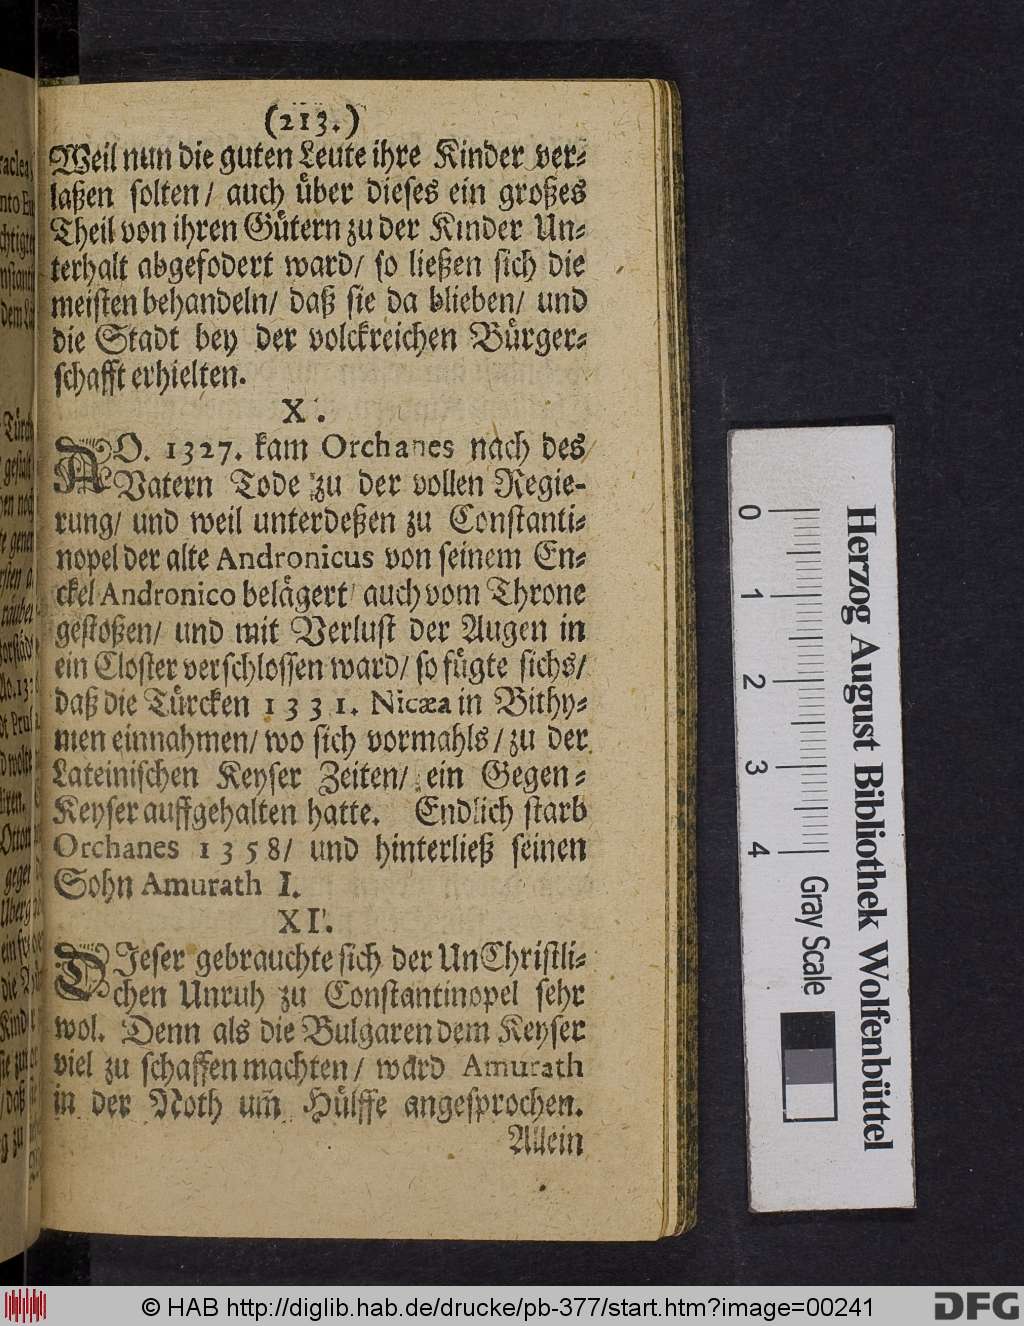 (213.)
Weil nun die guten Leute ihre Kinder ver⸗
laßen solten/ auch über dieses ein großes
Theil von ihren Gütern zu der Kinder Un⸗
terhalt abgefodert ward/ so ließen sich die
meisten behandeln/ daß sie da blieben/ und
die Stadt bey der volckreichen Bürger⸗
schafft erhielten.
X.
AO. 1327. kam Orchanes nach des
Vatern Tode zu der vollen Regie-
rung/ und weil unterdeßen zu Constanti⸗
nopel der alte Andronicus von seinem En⸗
ckel Andronico belägert/ auch vom Throne
gestoßen/ und mit Verlust der Augen in
ein Closter verschlossen ward/ so fügte sichs/
daß die Türcken 1331. Nicæa in Bithy⸗
nien einnahmen/ wo sich vormahls/ zu der
Lateinischen Keyser Zeiten/ ein Gegen⸗
Keyser auffgehalten hatte. Endlich starb
Orchanes 1358/ und hinterließ seinen
Sohn Amurath I.
XI.
DIeser gebrauchte sich der UnChristli⸗
chen Unruh zu Constantinopel sehr
wol. Denn als die Bulgaren dem Keyser
viel zu schaffen machten/ ward Amurath
in der Noth um̄ Hülffe angesprochen.
Allein
0 1 2 3 4
Gray Scale
Herzog August Bibliothek Wolfenbüttel
© HAB http://diglib.hab.de/drucke/pb-377/start.htm?image=00241
DFG